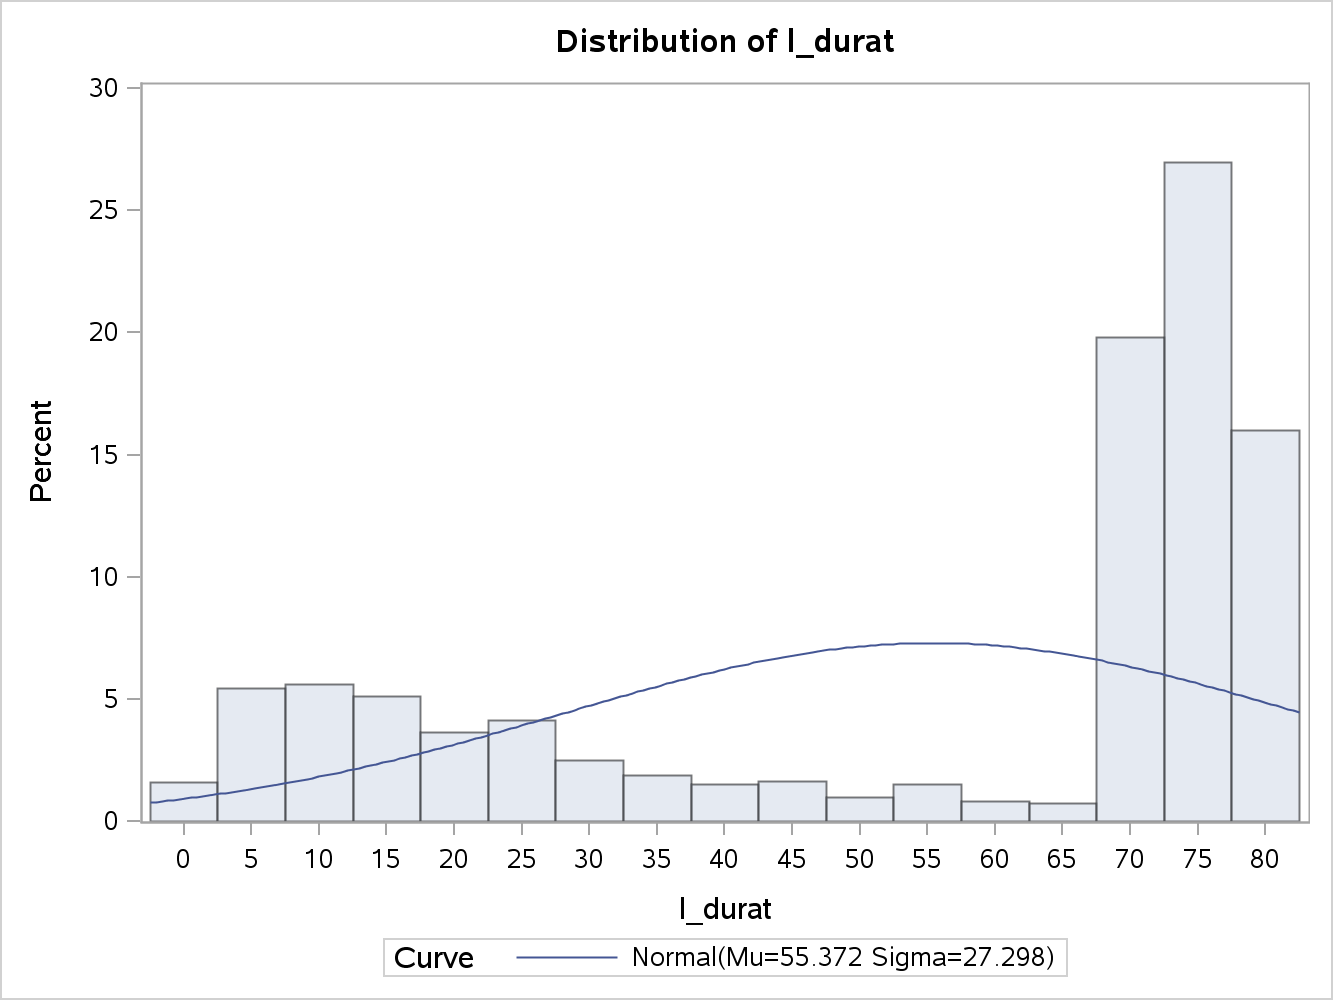 Distribution of l_durat
30
25
20
15
10
5
0
Percent
0 5 10 15 20 25 30 35 40 45 50 55 60 65 70 75 80
l_durat
Curve Normal(Mu=55.372 Sigma=27.298)